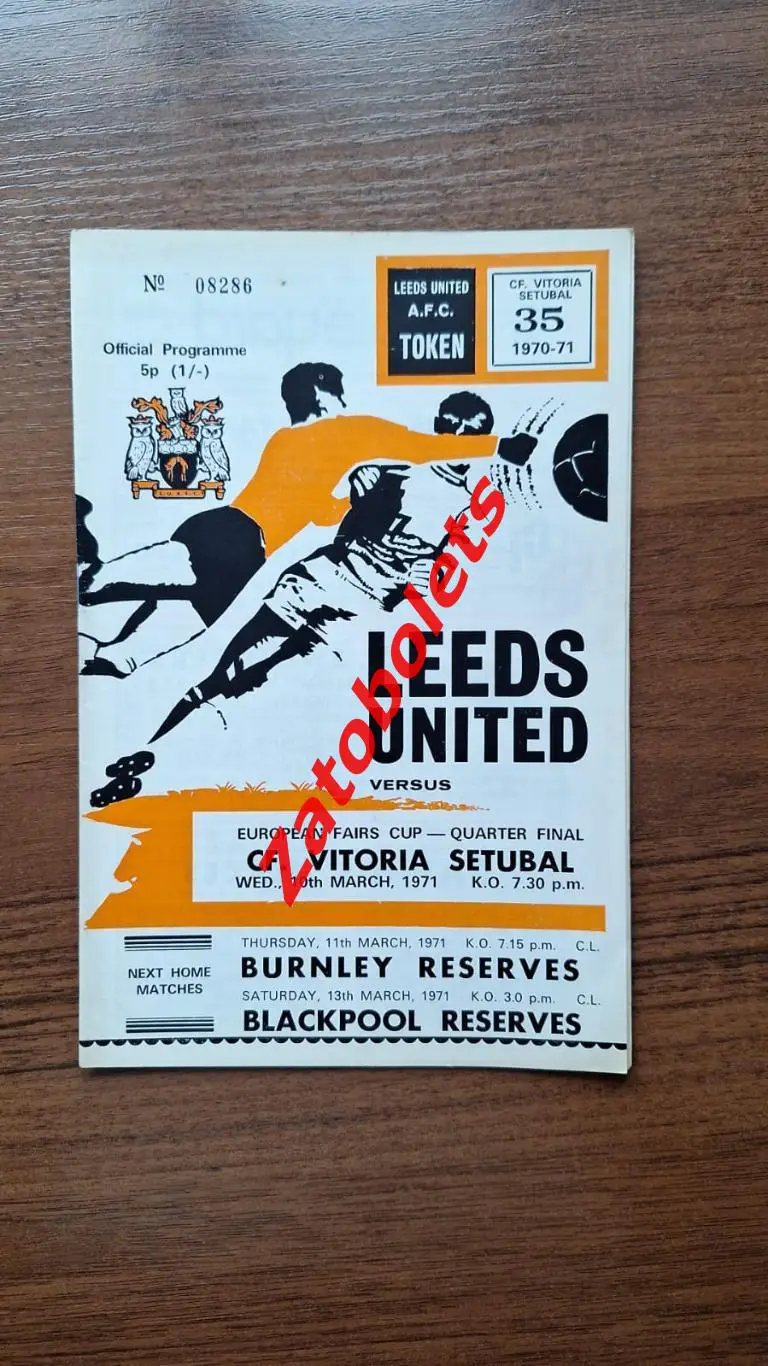 Nº 08286
LEEDS UNITED
A.F.C.
TOKEN
CF. VITORIA
SETUBAL
35
1970-71
Official Programme
5p (1/-)
LEEDS
UNITED
VERSUS
EUROPEAN FAIRS CUP — QUARTER FINAL
CF. VITORIA SETUBAL
WED., 10th MARCH, 1971 K.O. 7.30 p.m.
NEXT HOME
MATCHES
THURSDAY, 11th MARCH, 1971 K.O. 7.15 p.m. C.L.
BURNLEY RESERVES
SATURDAY, 13th MARCH, 1971 K.O. 3.0 p.m. C.L.
BLACKPOOL RESERVES
Zatobolets